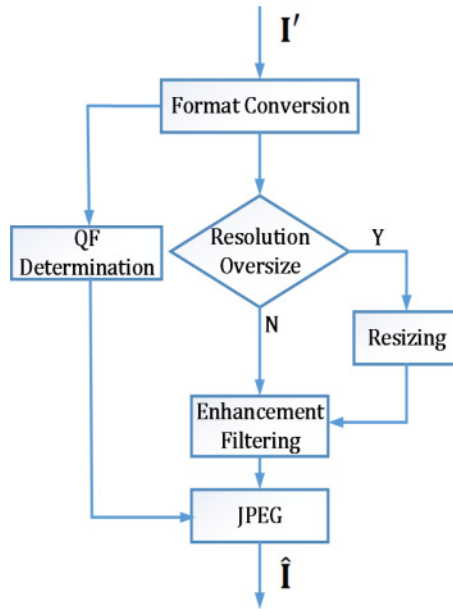 I′
Format Conversion
QF
Determination
Resolution
Oversize
Y
N
Resizing
Enhancement
Filtering
JPEG
Î